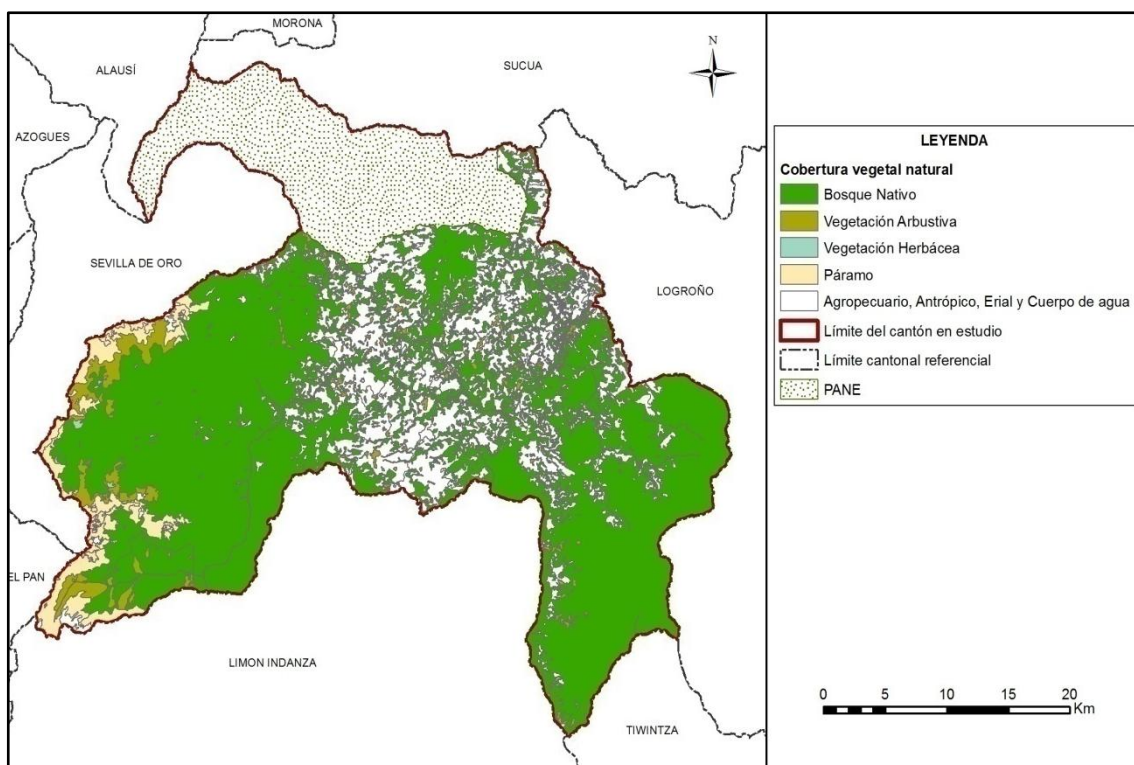 MORONA
ALAUSÍ
SUCUA
N
AZOGUES
SEVILLA DE ORO
LOGROÑO
EL PAN
LIMON INDANZA
TIWINTZA
LEYENDA
Cobertura vegetal natural
Bosque Nativo
Vegetación Arbustiva
Vegetación Herbácea
Páramo
Agropecuario, Antrópico, Erial y Cuerpo de agua
Límite del cantón en estudio
Límite cantonal referencial
PANE
0 5 10 15 20
Km